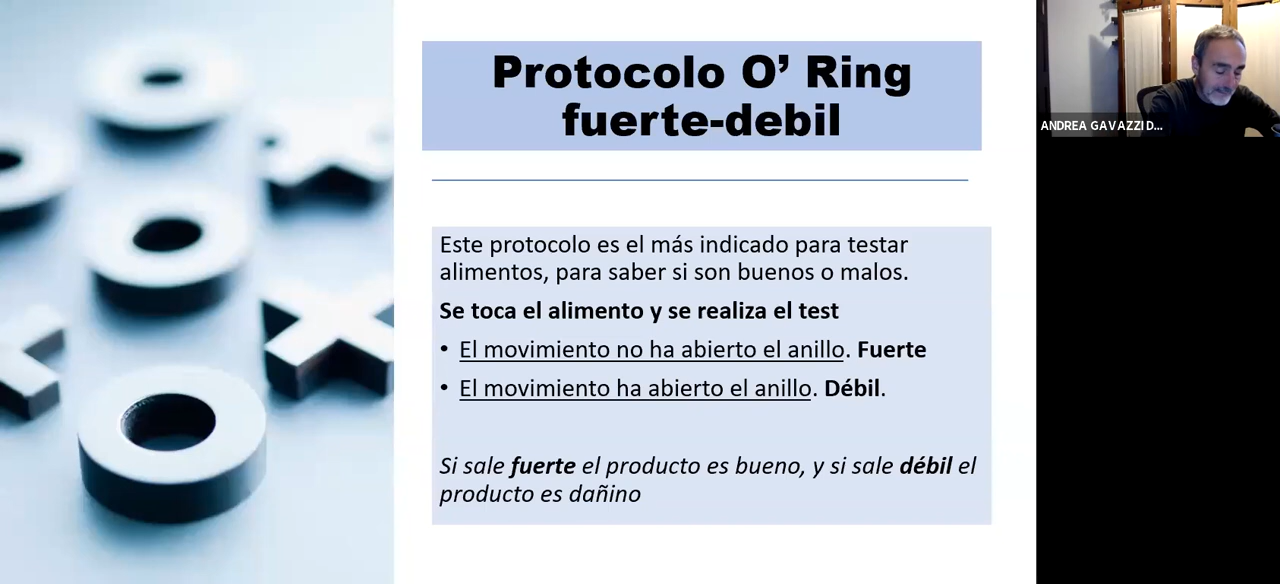 Protocolo O’ Ring
fuerte-debil
Este protocolo es el más indicado para testar
alimentos, para saber si son buenos o malos.
Se toca el alimento y se realiza el test
• El movimiento no ha abierto el anillo. Fuerte
• El movimiento ha abierto el anillo. Débil.
Si sale fuerte el producto es bueno, y si sale débil el
producto es dañino
ANDREA GAVAZZI D...